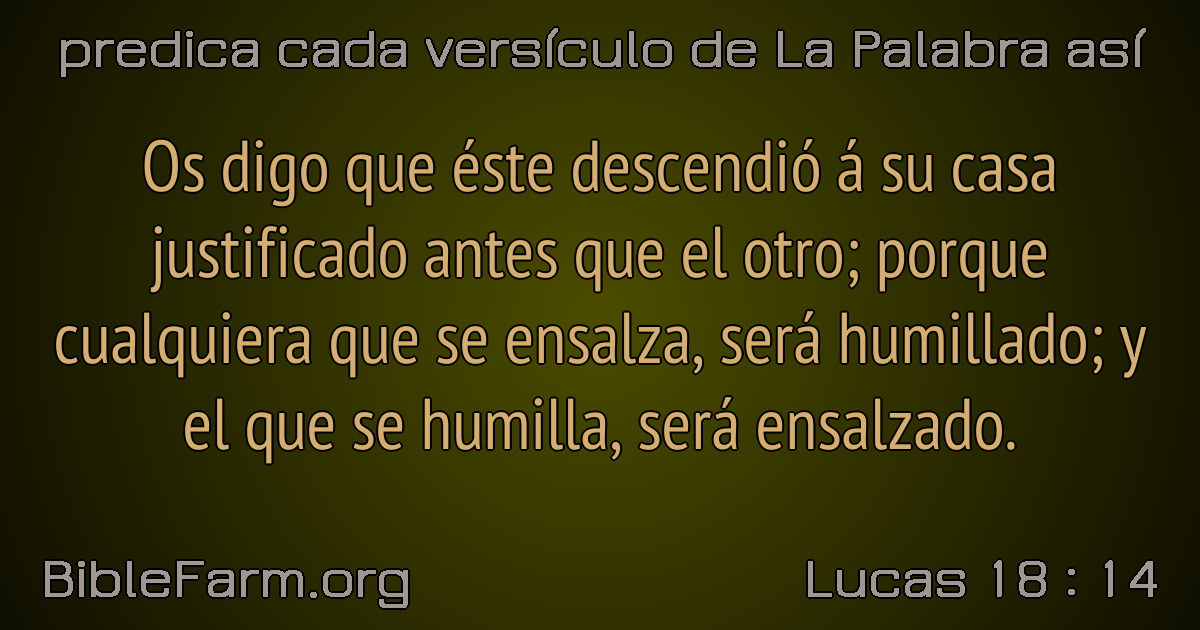 predica cada versículo de La Palabra así
Os digo que éste descendió á su casa
justificado antes que el otro; porque
cualquiera que se ensalza, será humillado; y
el que se humilla, será ensalzado.
BibleFarm.org
Lucas 18 : 14